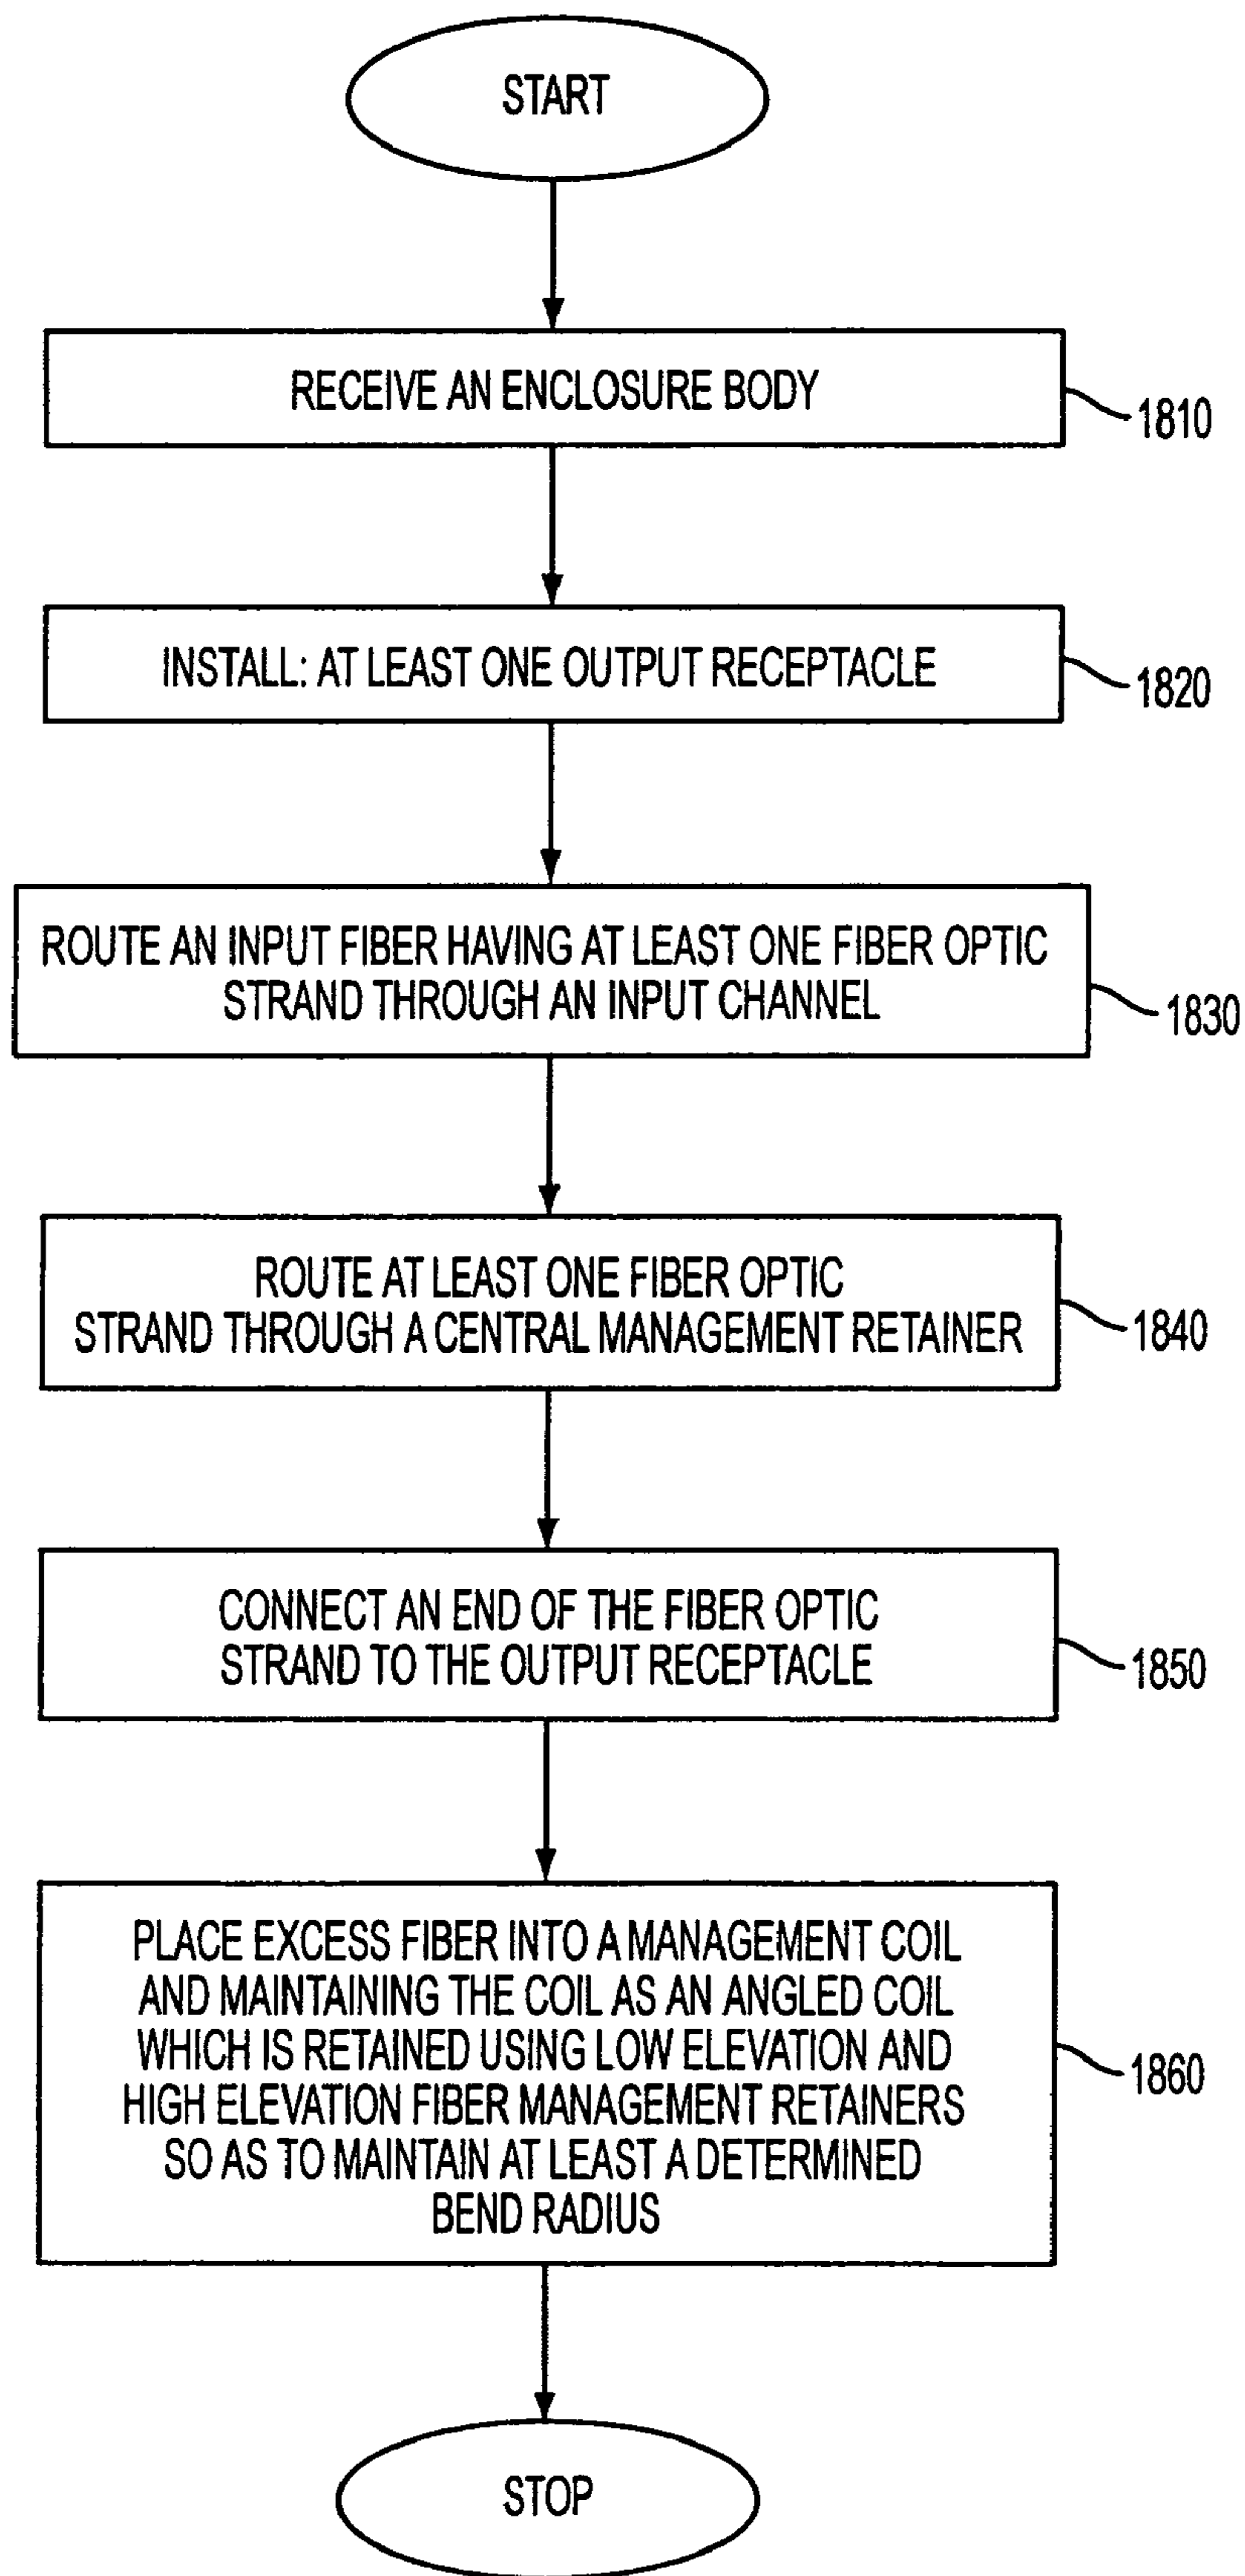 START
RECEIVE AN ENCLOSURE BODY
1810
INSTALL: AT LEAST ONE OUTPUT RECEPTACLE
1820
ROUTE AN INPUT FIBER HAVING AT LEAST ONE FIBER OPTIC
STRAND THROUGH AN INPUT CHANNEL
1830
ROUTE AT LEAST ONE FIBER OPTIC
STRAND THROUGH A CENTRAL MANAGEMENT RETAINER
1840
CONNECT AN END OF THE FIBER OPTIC
STRAND TO THE OUTPUT RECEPTACLE
1850
PLACE EXCESS FIBER INTO A MANAGEMENT COIL
AND MAINTAINING THE COIL AS AN ANGLED COIL
WHICH IS RETAINED USING LOW ELEVATION AND
HIGH ELEVATION FIBER MANAGEMENT RETAINERS
SO AS TO MAINTAIN AT LEAST A DETERMINED
BEND RADIUS
1860
STOP